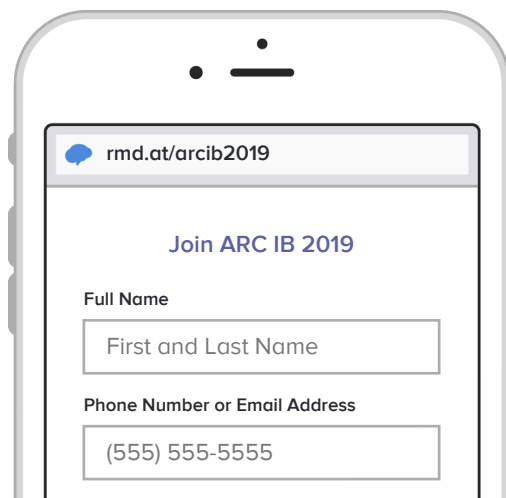 rmd.at/arcib2019
Join ARC IB 2019
Full Name
First and Last Name
Phone Number or Email Address
(555) 555-5555